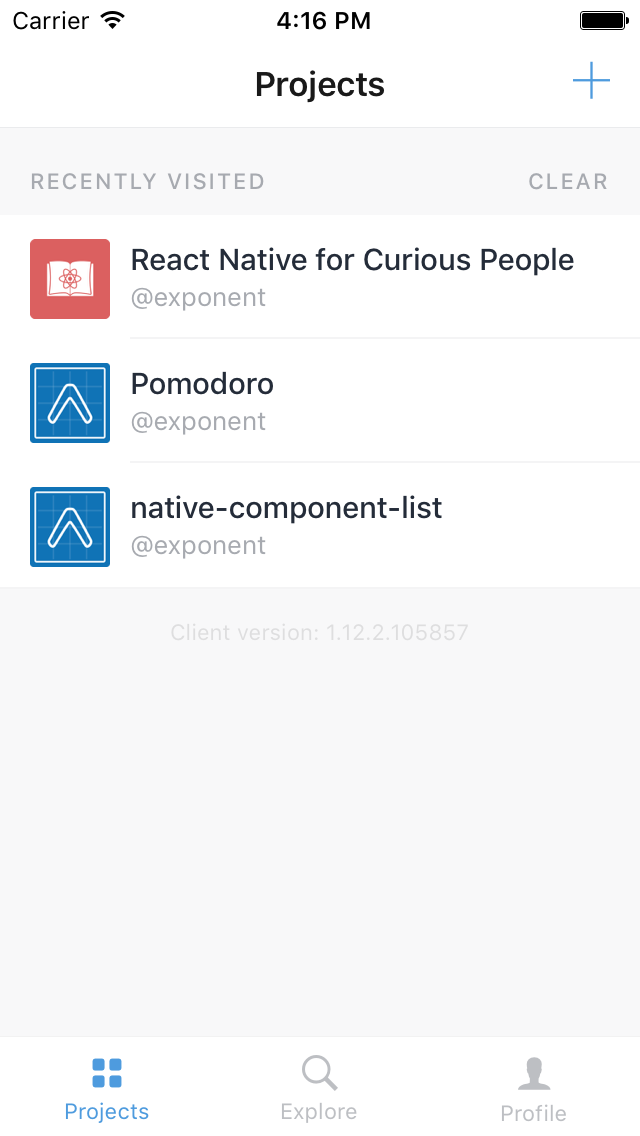 Carrier 4:16 PM
Projects
RECENTLY VISITED CLEAR
React Native for Curious People
@exponent
Pomodoro
@exponent
native-component-list
@exponent
Client version: 1.12.2.105857
Projects Explore Profile